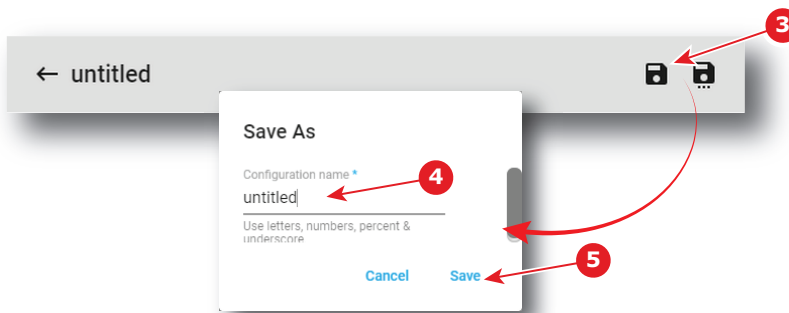 3
← untitled
Save As
Configuration name *
4
untitled
Use letters, numbers, percent &
underscore
5
Cancel Save